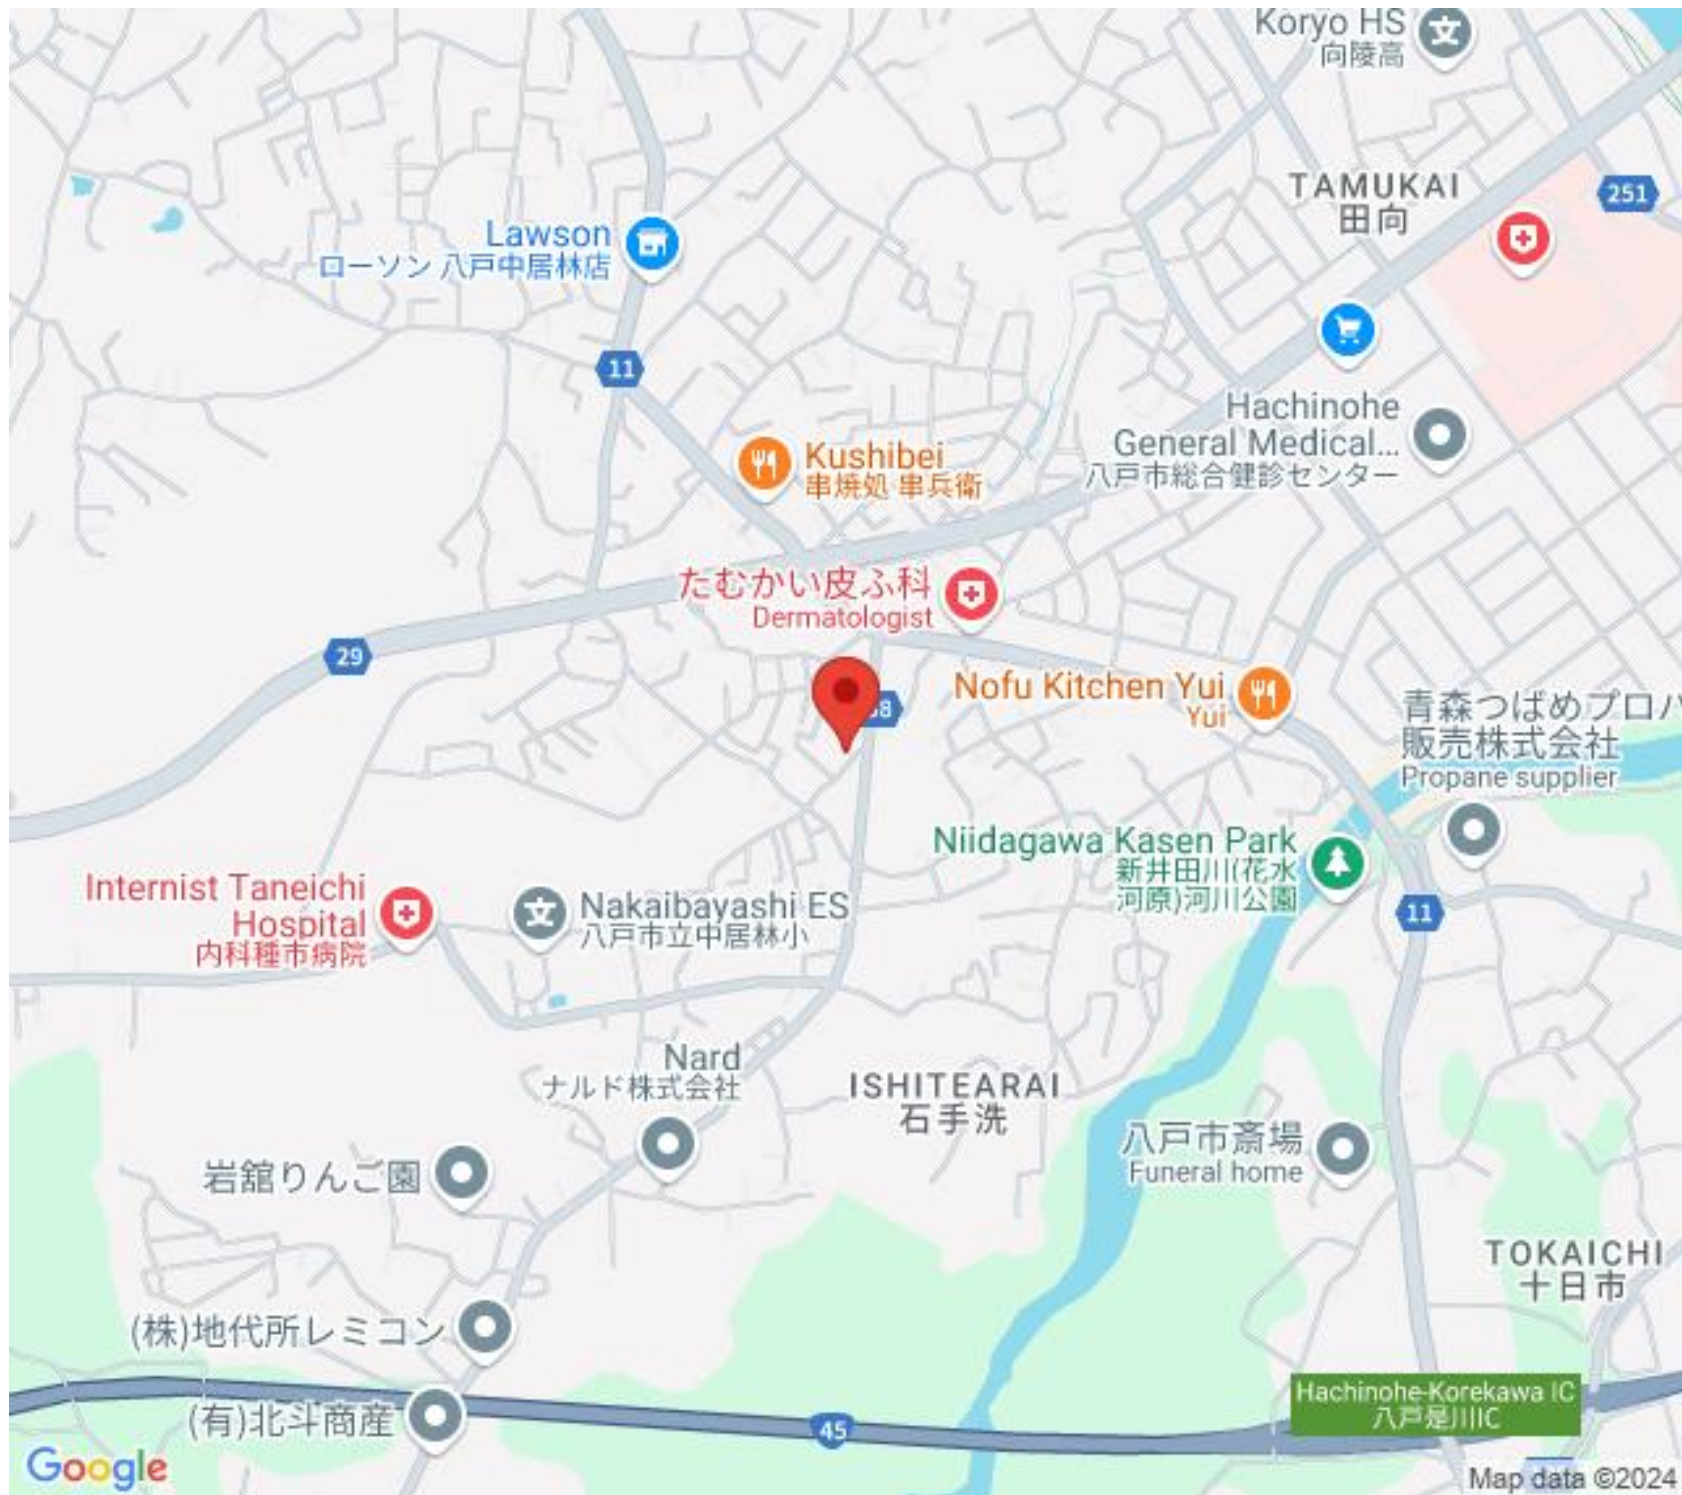 Koryo HS
向陵高
TAMUKAI
田向
251
Lawson
ローソン 八戸中居林店
11
Hachinohe
General Medical...
八戸市総合健診センター
Kushibei
串焼処 串兵衛
たむかい皮ふ科
Dermatologist
29
Nofu Kitchen Yui
Yui
青森つばめプロパ
販売株式会社
Propane supplier
Niidagawa Kasen Park
新井田川(花水
河原)河川公園
Internist Taneichi
Hospital
内科種市病院
Nakaibayashi ES
八戸市立中居林小
11
Nard
ナルド株式会社
ISHITEARAI
石手洗
八戸市斎場
Funeral home
岩舘りんご園
TOKAICHI
十日市
(株)地代所レミコン
Hachinohe-Korekawa IC
八戸是川IC
(有)北斗商産
45
Google
Map data ©2024